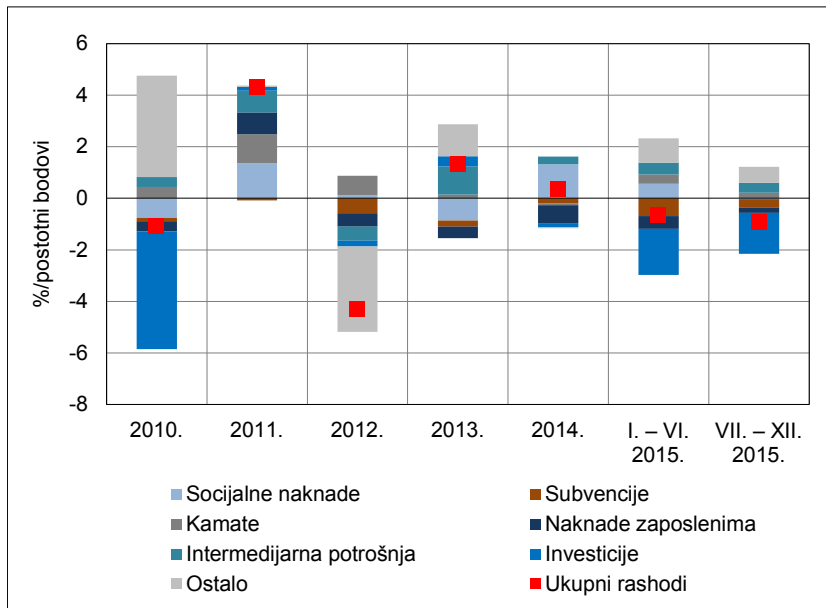 %/postotni bodovi
6
4
2
0
-2
-4
-6
-8
2010. 2011. 2012. 2013. 2014. I. – VI. 2015. VII. – XII. 2015.
Socijalne naknade
Subvencije
Kamate
Naknade zaposlenima
Intermedijarna potrošnja
Investicije
Ostalo
Ukupni rashodi